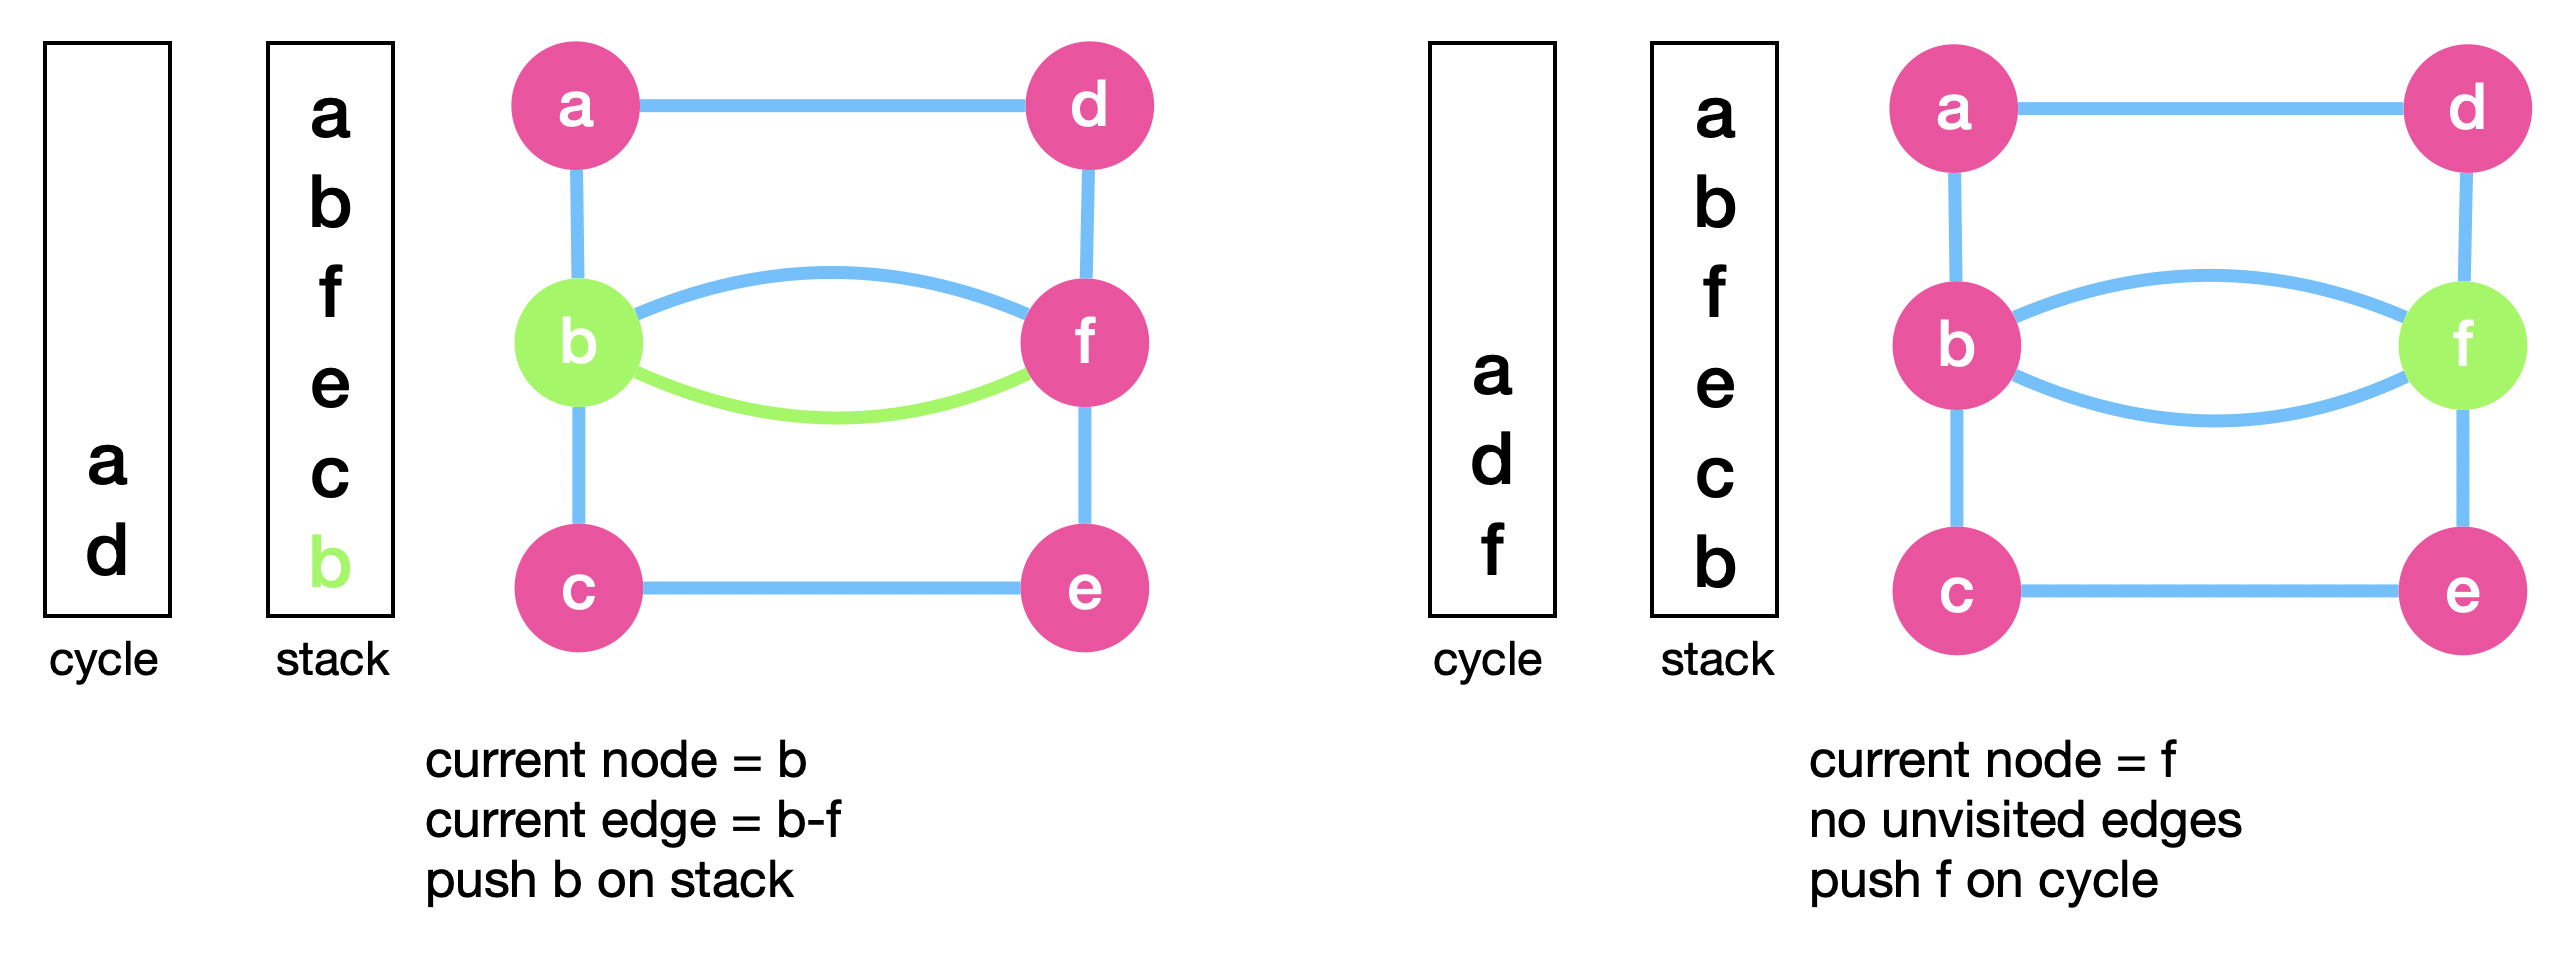 a
d
cycle
a
b
f
e
c
b
stack
a
d
b
f
c
e
current node = b
current edge = b-f
push b on stack
a
d
f
cycle
a
b
f
e
c
b
stack
a
d
b
f
c
e
current node = f
no unvisited edges
push f on cycle